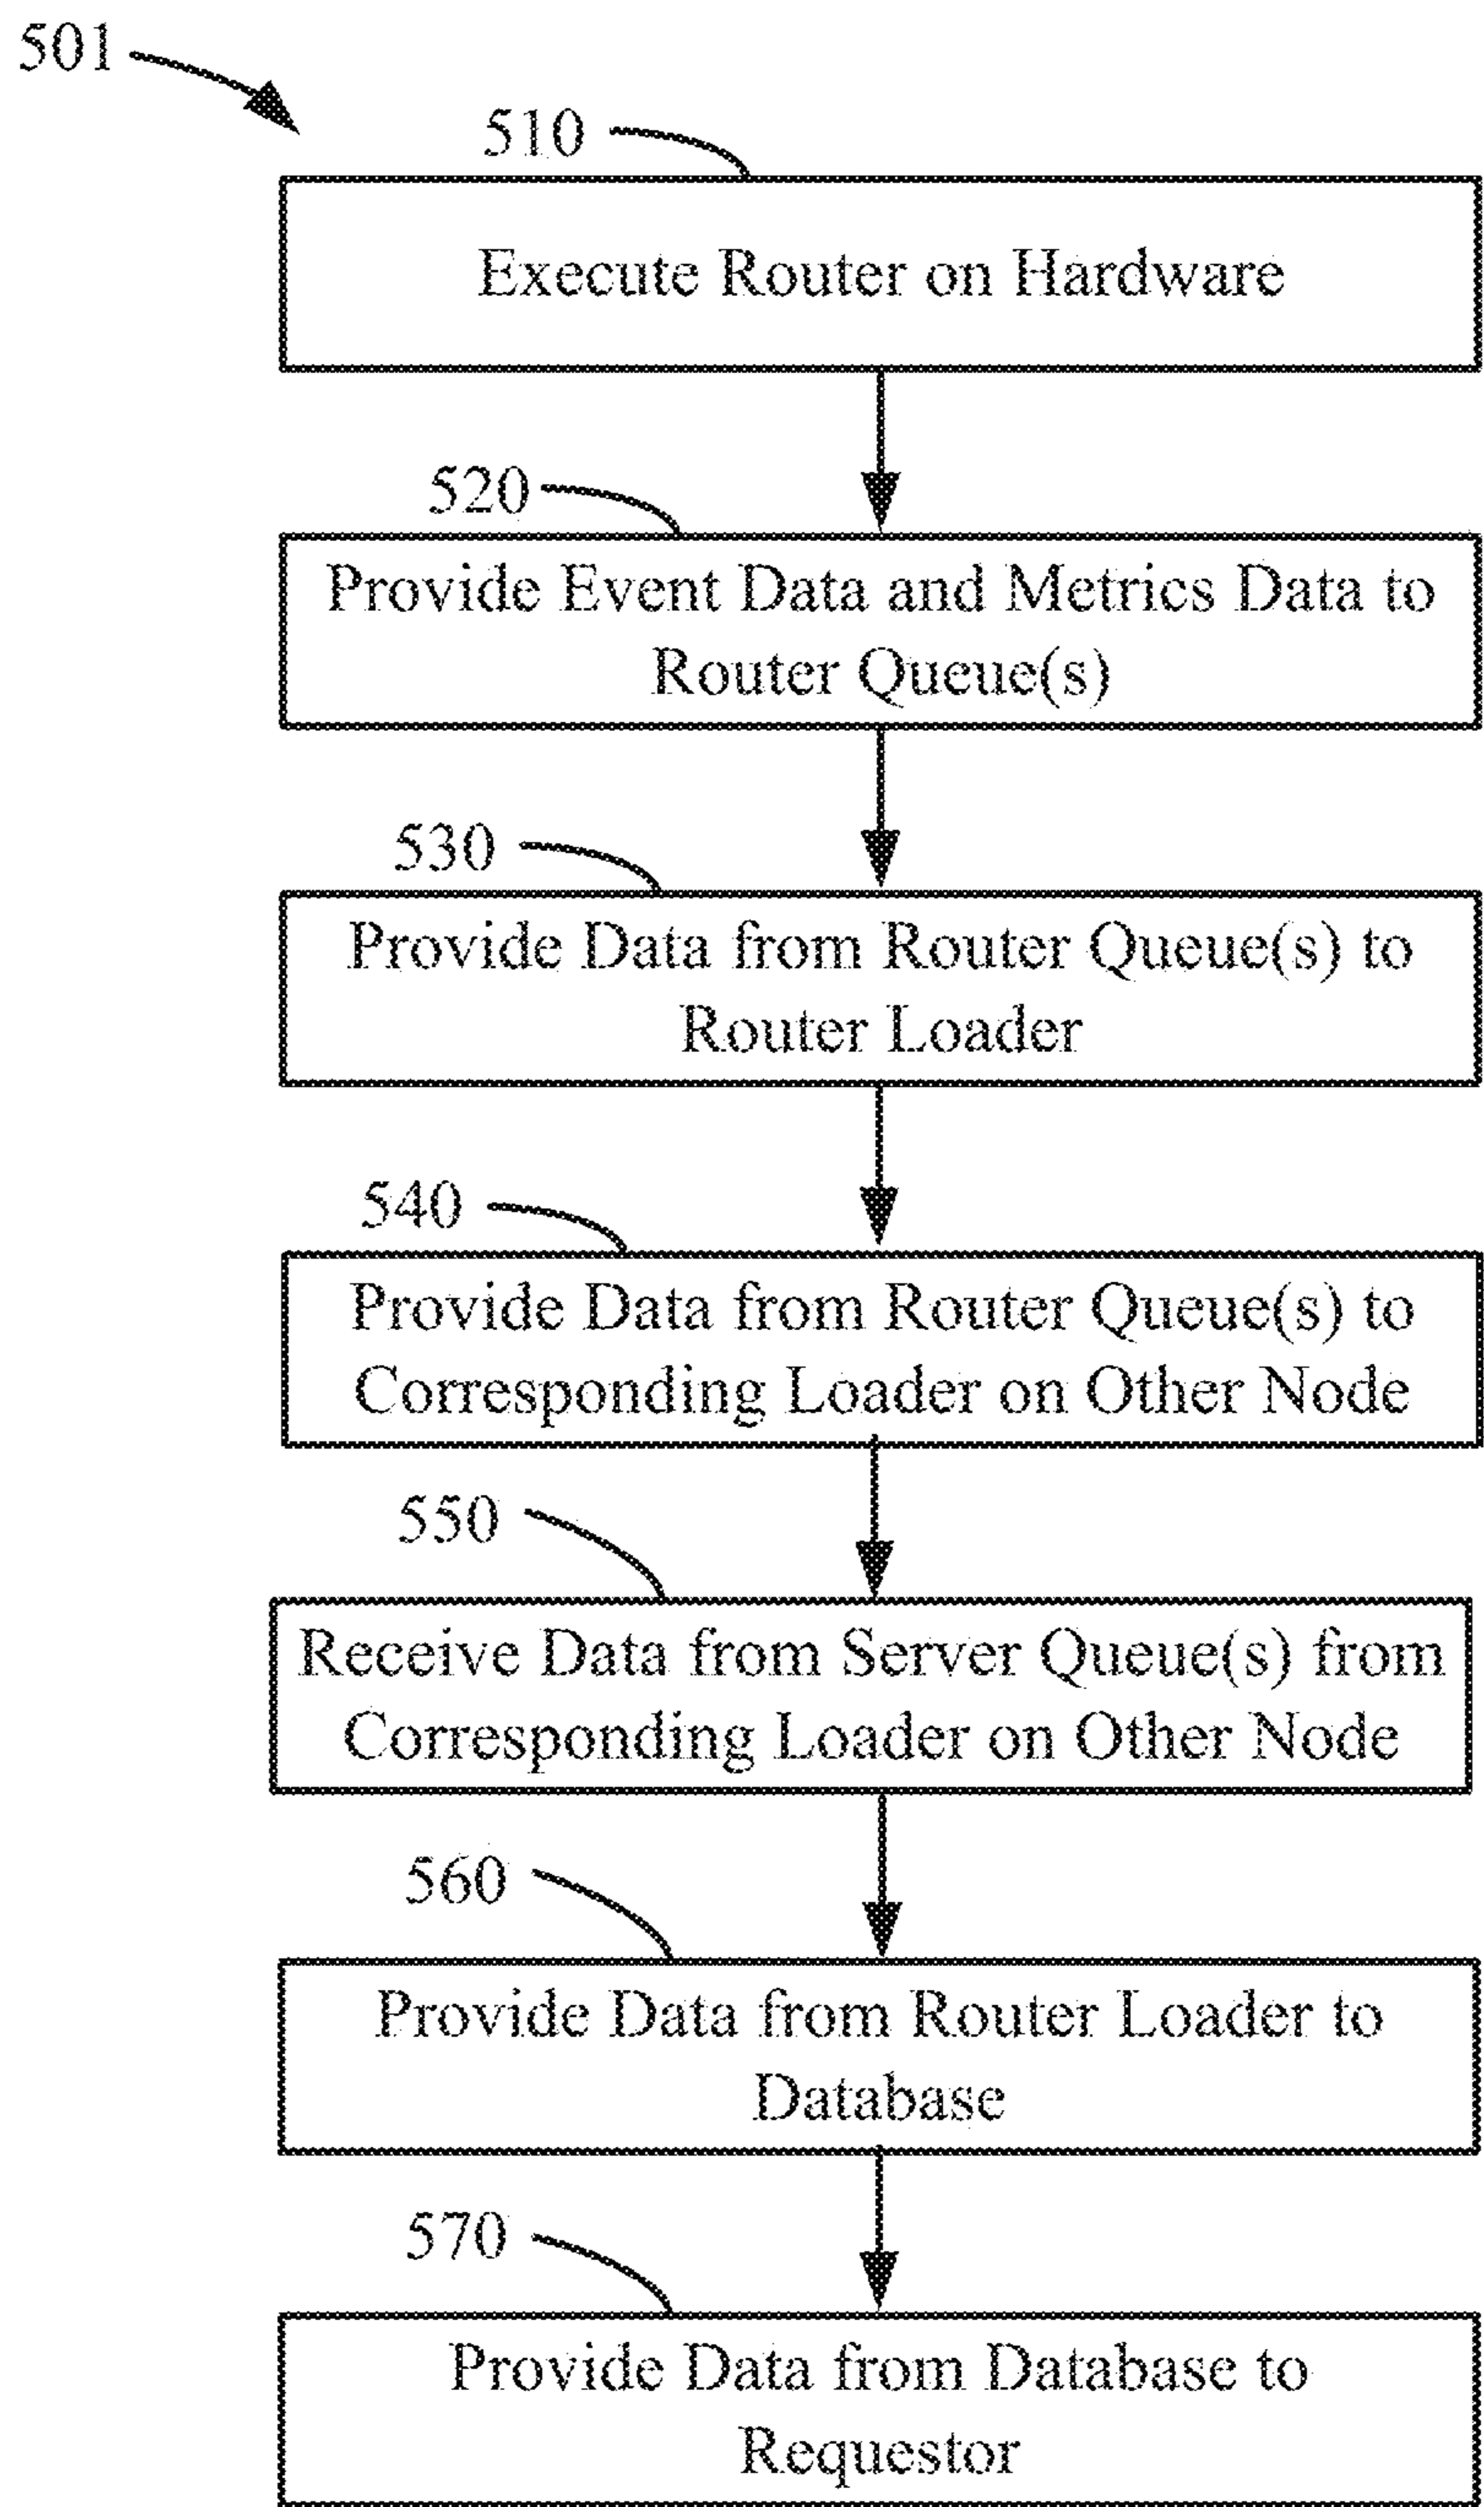 501
510
Execute Router on Hardware
520
Provide Event Data and Metrics Data to
Router Queue(s)
530
Provide Data from Router Queue(s) to
Router Loader
540
Provide Data from Router Queue(s) to
Corresponding Loader on Other Node
550
Receive Data from Server Queue(s) from
Corresponding Loader on Other Node
560
Provide Data from Router Loader to
Database
570
Provide Data from Database to
Requestor